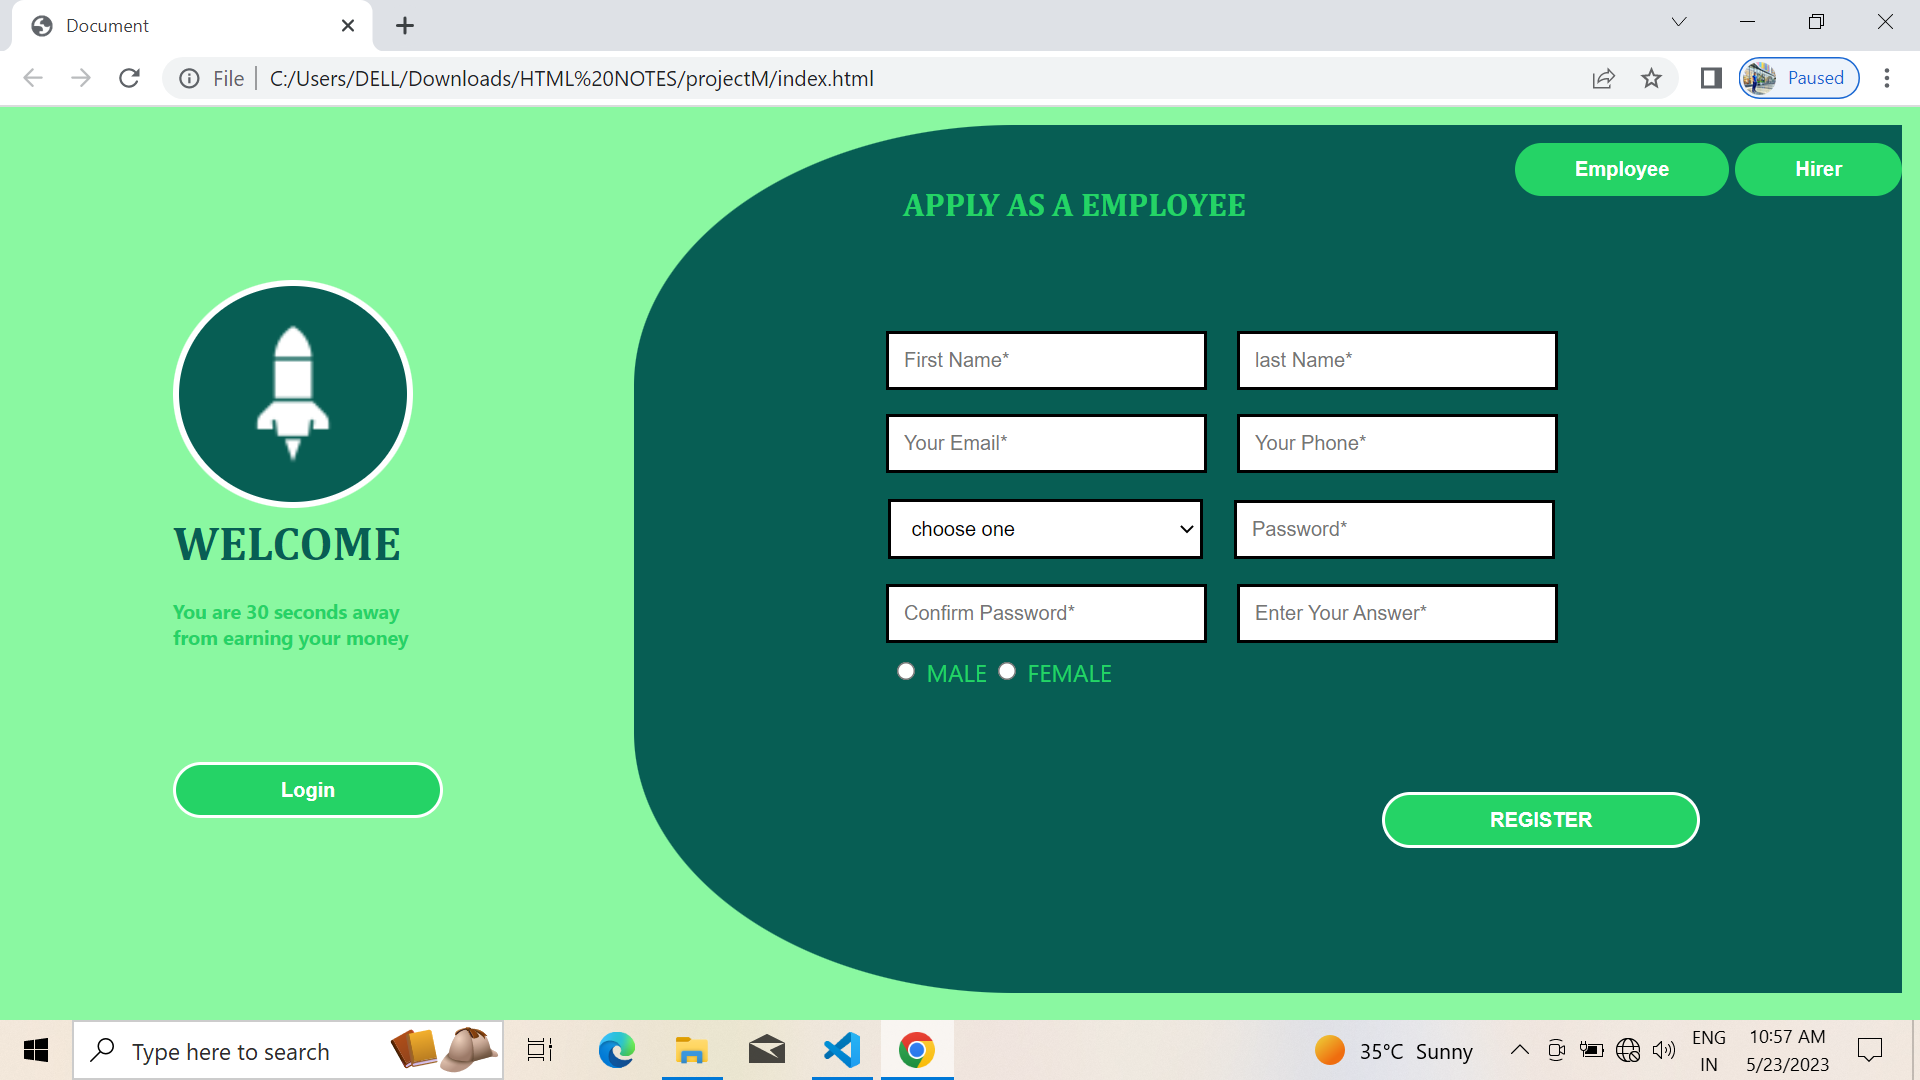 Document
File
C:/Users/DELL/Downloads/HTML%20NOTES/projectM/index.html
Paused
Employee
Hirer
APPLY AS A EMPLOYEE
First Name*
last Name*
Your Email*
Your Phone*
choose one
Password*
Confirm Password*
Enter Your Answer*
MALE
FEMALE
REGISTER
WELCOME
You are 30 seconds away
from earning your money
Login
Type here to search
35°C Sunny
ENG
IN
10:57 AM
5/23/2023